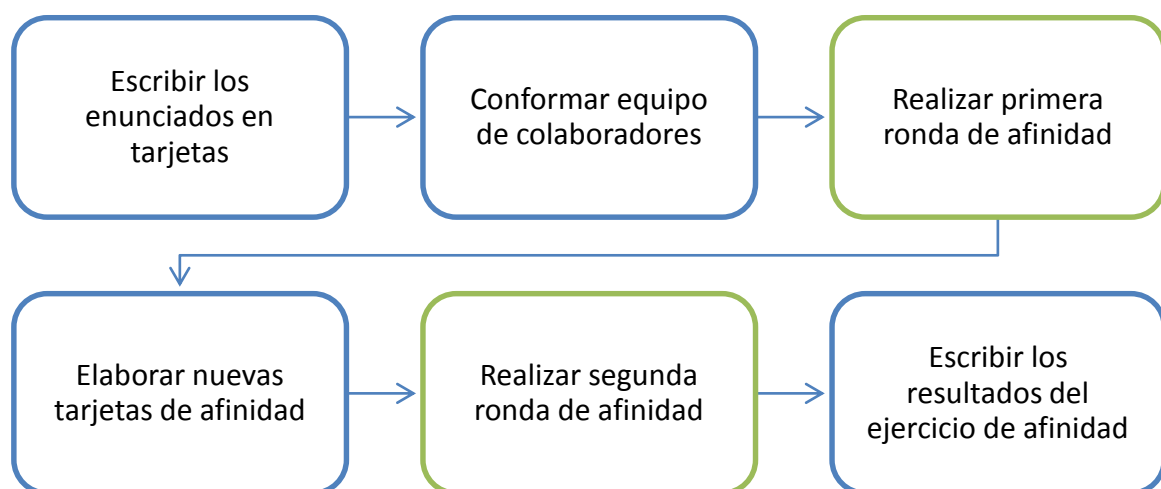 Escribir los
enunciados en
tarjetas
Conformar equipo
de colaboradores
Realizar primera
ronda de afinidad
Elaborar nuevas
tarjetas de afinidad
Realizar segunda
ronda de afinidad
Escribir los
resultados del
ejercicio de afinidad